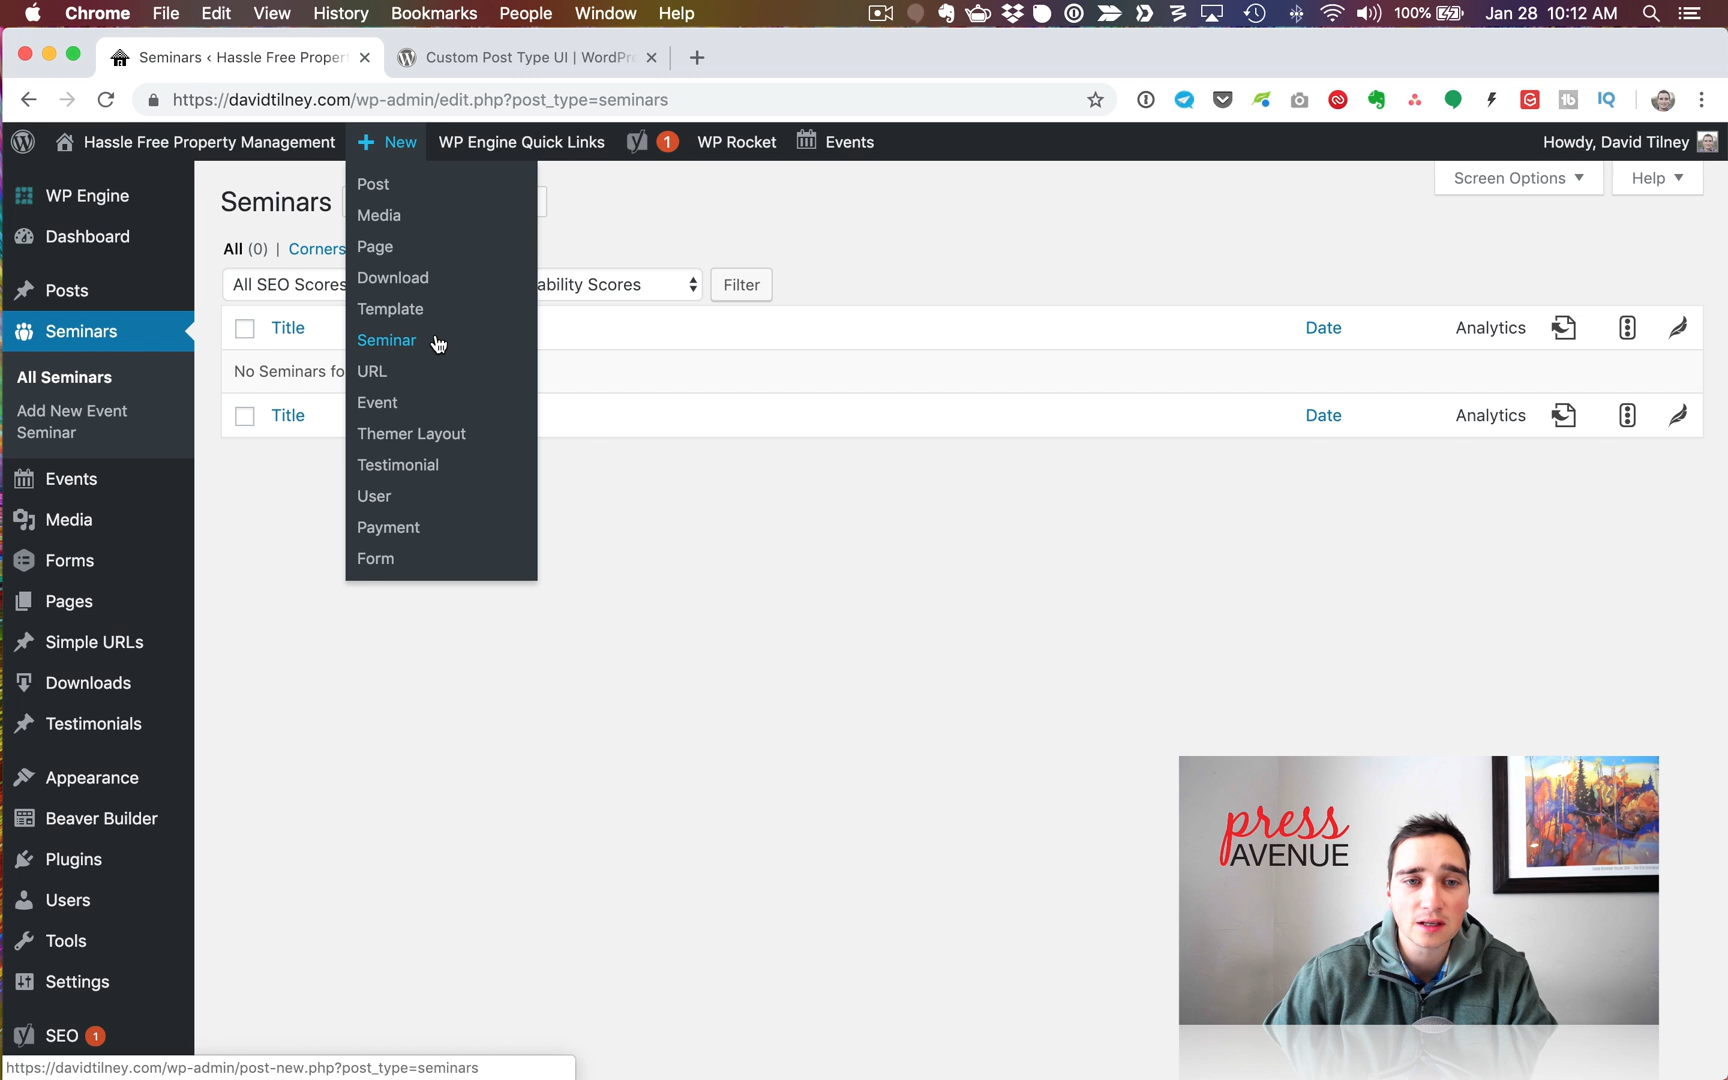 Chrome File Edit View History Bookmarks People Window Help 100% Jan 28 10:12 AM
Seminars ‹ Hassle Free Proper
Custom Post Type UI | WordPr
https://davidtilney.com/wp-admin/edit.php?post_type=seminars
Hassle Free Property Management
New
WP Engine Quick Links
1
WP Rocket
Events
Howdy, David Tilney
Screen Options
Help
WP Engine
Dashboard
Posts
Seminars
All Seminars
Add New Event
Seminar
Events
Media
Forms
Pages
Simple URLs
Downloads
Testimonials
Appearance
Beaver Builder
Plugins
Users
Tools
Settings
SEO 1
Post
Media
Page
Download
Template
Seminar
URL
Event
Themer Layout
Testimonial
User
Payment
Form
Seminars
All (0) | Corners
All SEO Scores
ability Scores
Filter
Title
Date
Analytics
No Seminars fo
Title
Date
Analytics
press
AVENUE
https://davidtilney.com/wp-admin/post-new.php?post_type=seminars